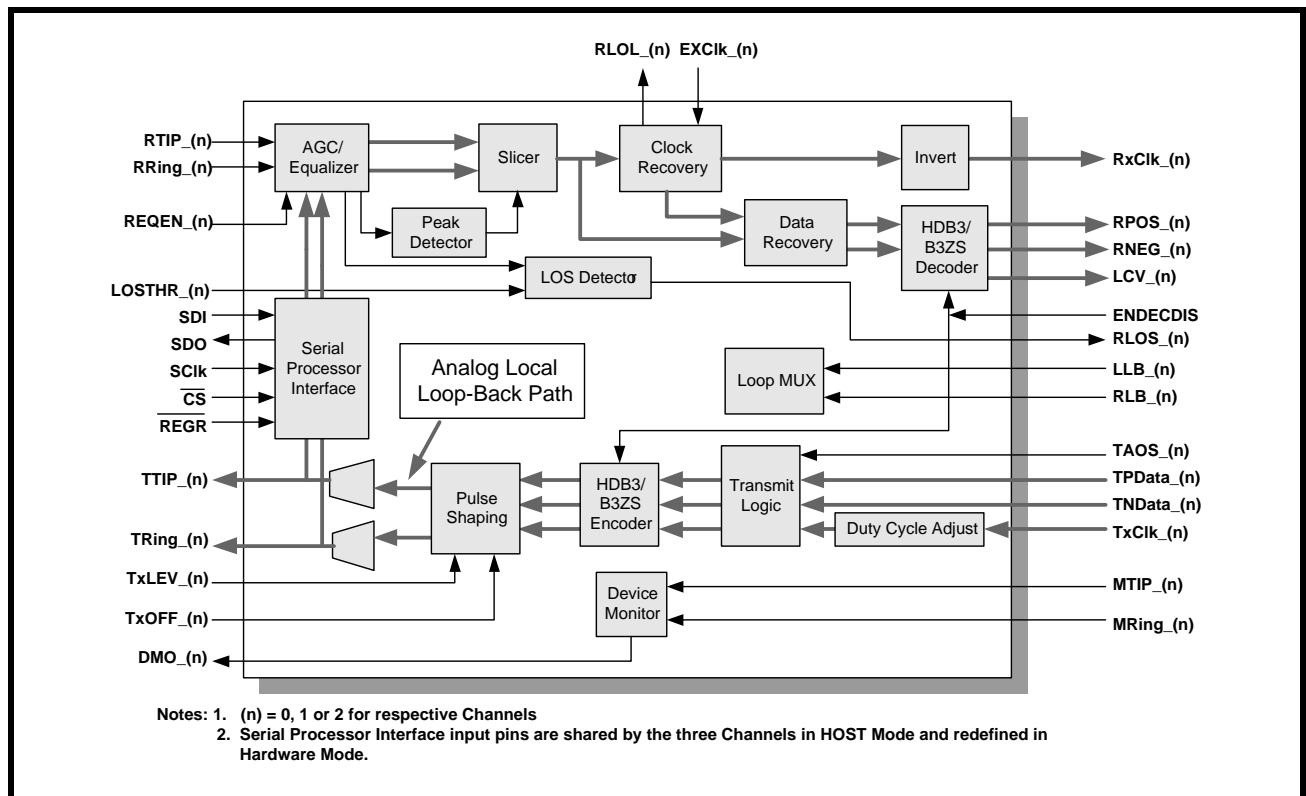 RLOL_(n) EXClk_(n)
RTIP_(n)
RRing_(n)
REQEN_(n)
LOSTHR_(n)
SDI
SDO
SClk
CS
REGR
TTIP_(n)
TRing_(n)
TxLEV_(n)
TxOFF_(n)
DMO_(n)
AGC/
Equalizer
Slicer
Clock
Recovery
Invert
Peak
Detector
Data
Recovery
HDB3/
B3ZS
Decoder
LOS Detector
Serial
Processor
Interface
Analog Local
Loop-Back Path
Loop MUX
Pulse
Shaping
HDB3/
B3ZS
Encoder
Transmit
Logic
Duty Cycle Adjust
Device
Monitor
RxClk_(n)
RPOS_(n)
RNEG_(n)
LCV_(n)
ENDECDIS
RLOS_(n)
LLB_(n)
RLB_(n)
TAOS_(n)
TPData_(n)
TNData_(n)
TxClk_(n)
MTIP_(n)
MRing_(n)
Notes: 1. (n) = 0, 1 or 2 for respective Channels
2. Serial Processor Interface input pins are shared by the three Channels in HOST Mode and redefined in
Hardware Mode.